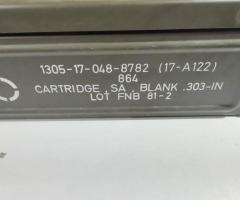 1305-17-048-8782 (17-A122)
864
CARTRIDGE, SA, BLANK .303-IN
LOT FNB 81-2